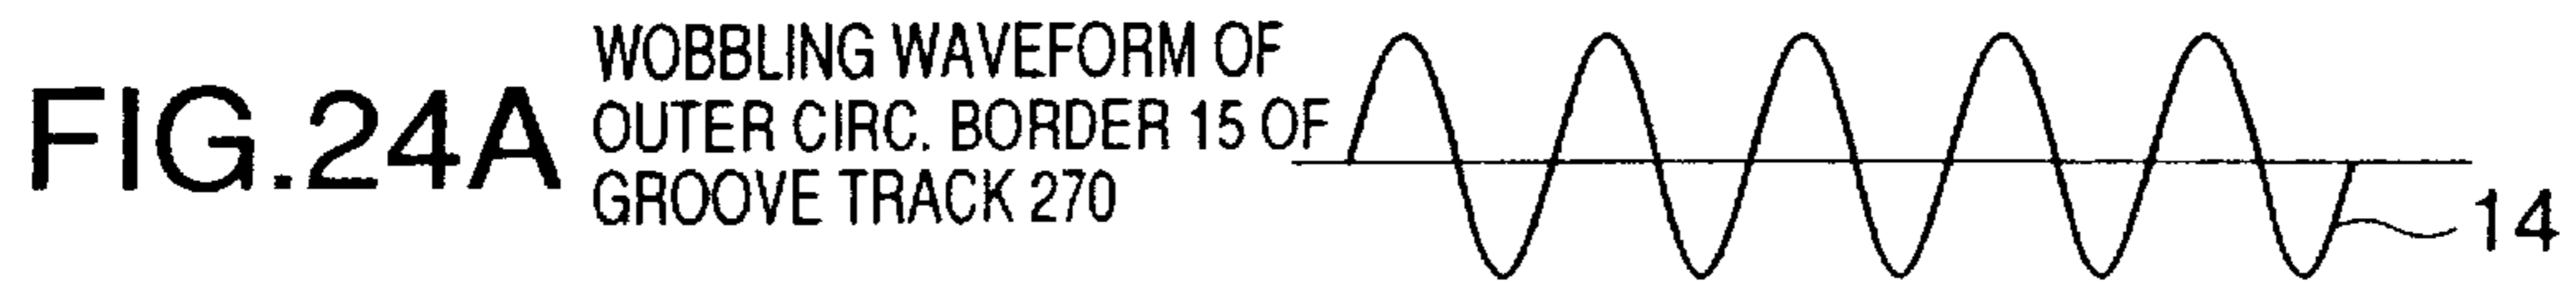 FIG.24A
WOBBLING WAVEFORM OF
OUTER CIRC. BORDER 15 OF
GROOVE TRACK 270
14